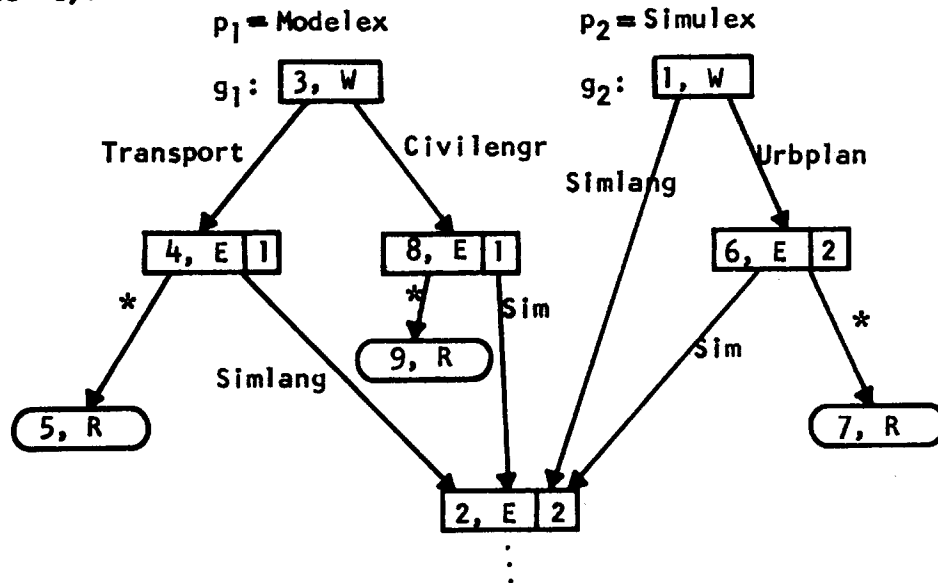 p1 = Modelex p2 = Simulex
g1: 3, W g2: 1, W
Transport Civilengr Simlang Urbplan
4, E 1 8, E 1 6, E 2
* * Sim *
9, R Sim
Simlang
5, R 7, R
2, E 2